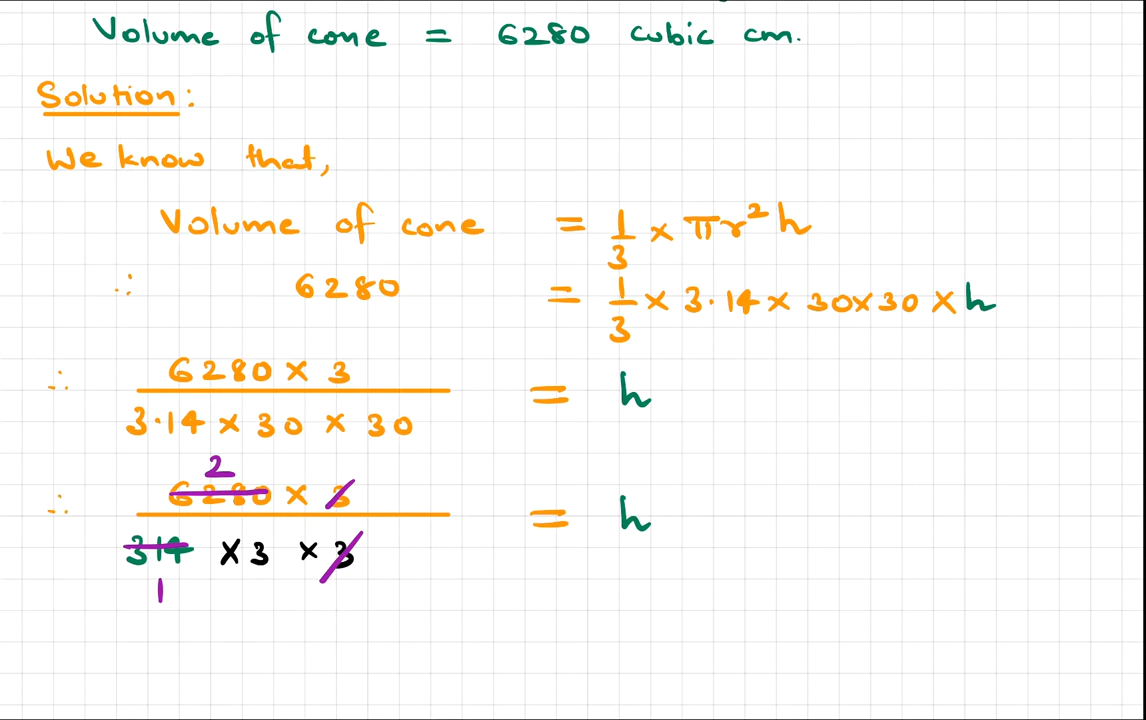 Volume of cone = 6280 cubic cm.
Solution:
We know that,
Volume of cone = 1/3 × πr²h
∴ 6280 = 1/3 × 3.14 × 30×30 × h
∴ 6280 × 3 / 3.14 × 30 × 30 = h
2
∴ 6280 × 3 / 314 × 3 × 3 = h
1